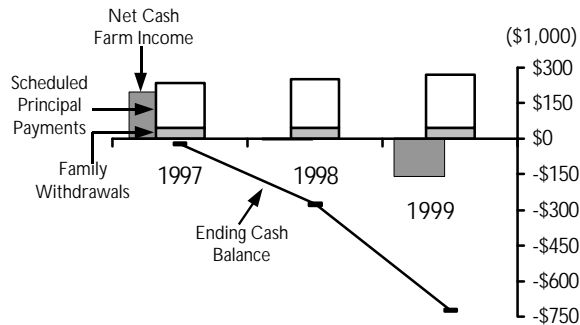 Net Cash
Farm Income
($1,000)
Scheduled
Principal
Payments
Family
Withdrawals
$300
$150
$0
-$150
-$300
-$450
-$600
-$750
1997
1998
1999
Ending Cash
Balance